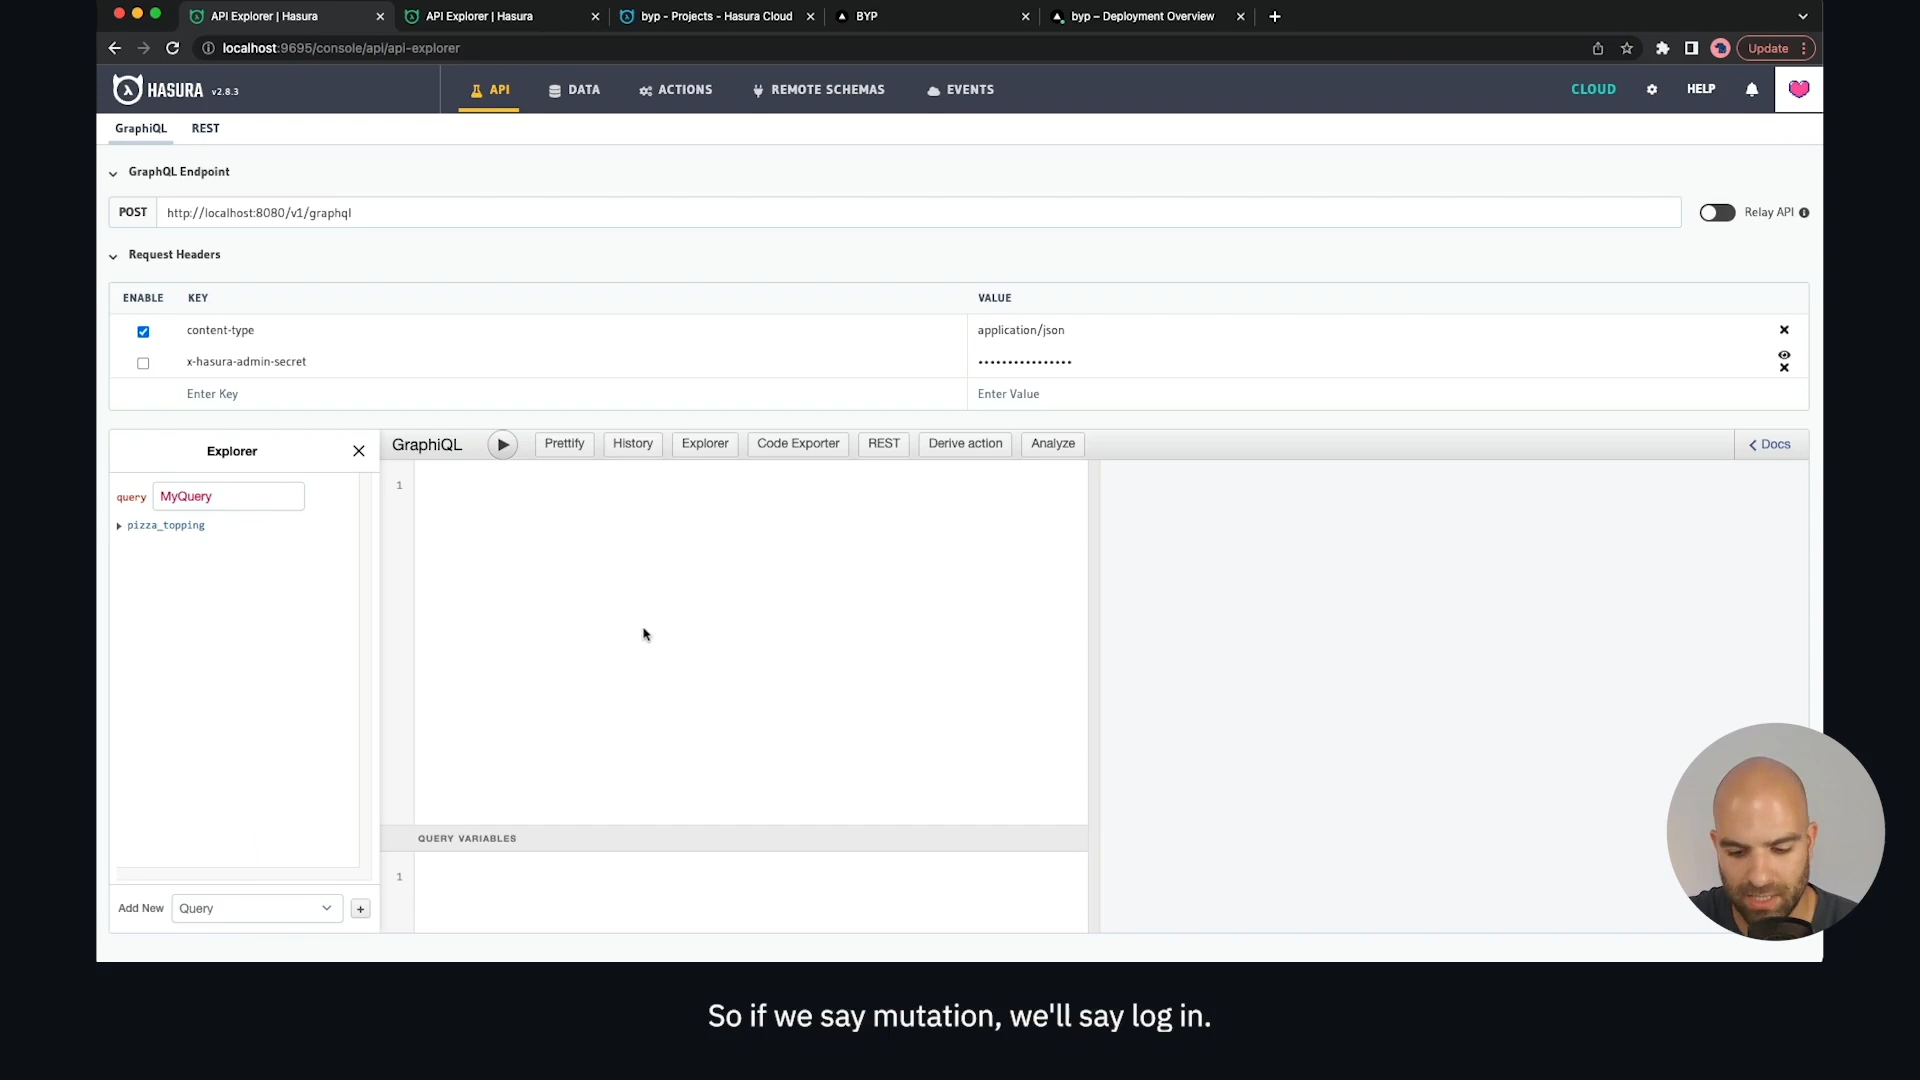 API Explorer | Hasura
API Explorer | Hasura
byp - Projects - Hasura Cloud
BYP
byp – Deployment Overview
localhost:9695/console/api/api-explorer
Update
HASURA v2.8.3
API
DATA
ACTIONS
REMOTE SCHEMAS
EVENTS
CLOUD
HELP
GraphiQL
REST
GraphQL Endpoint
POST
http://localhost:8080/v1/graphql
Relay API
Request Headers
ENABLE KEY VALUE
content-type application/json
x-hasura-admin-secret ••••••••••••••••
Enter Key Enter Value
Explorer
GraphiQL
Prettify
History
Explorer
Code Exporter
REST
Derive action
Analyze
Docs
query MyQuery
pizza_topping
1
QUERY VARIABLES
1
Add New Query +
So if we say mutation, we'll say log in.